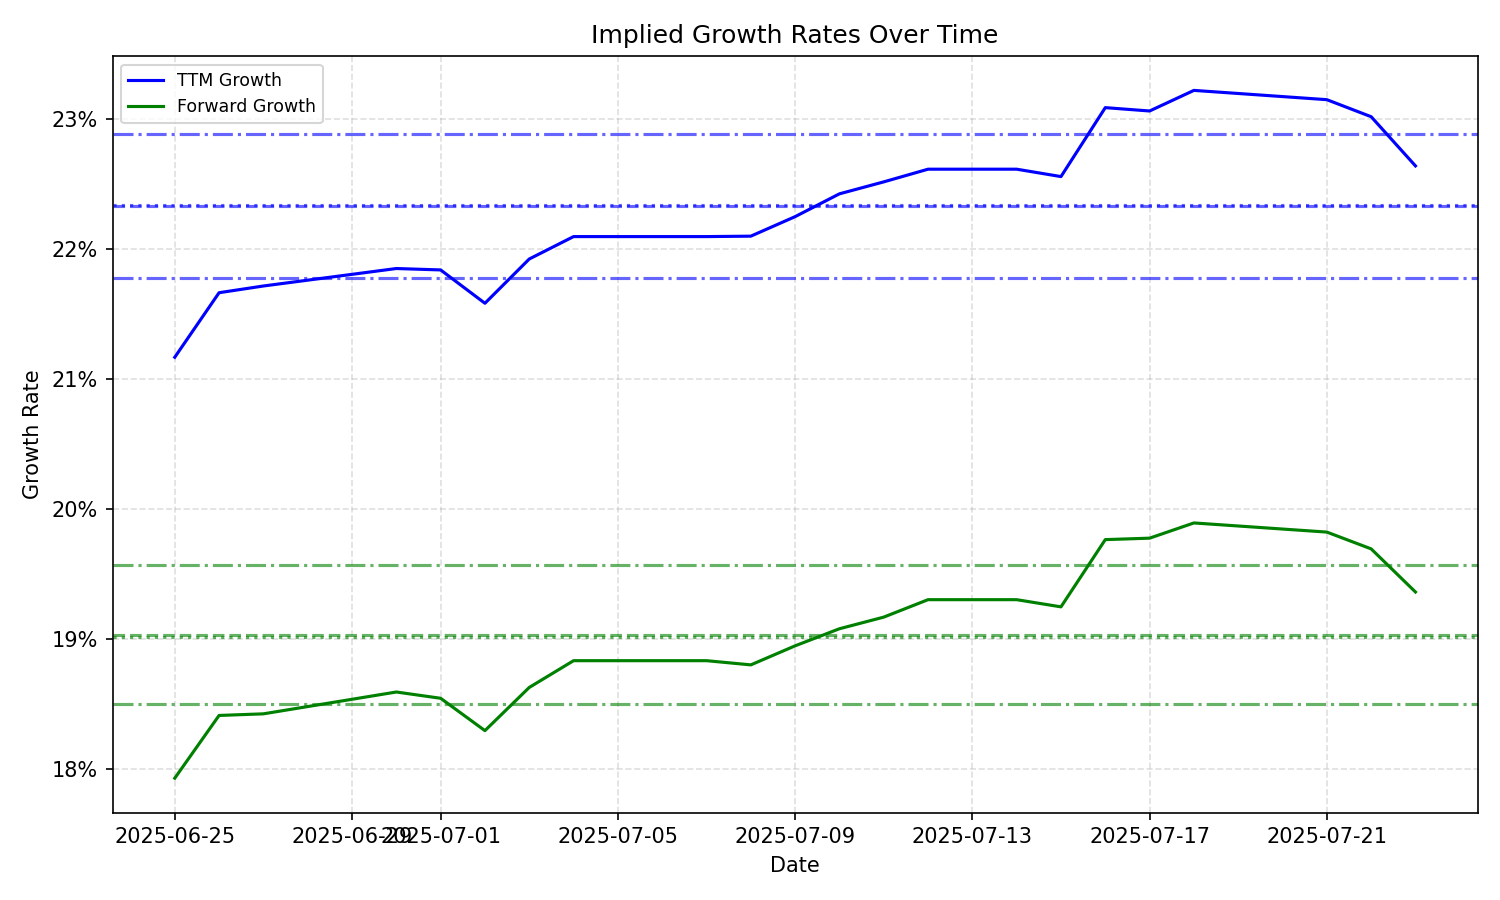 Implied Growth Rates Over Time
TTM Growth
Forward Growth
23%
22%
21%
20%
19%
18%
Growth Rate
2025-06-25
2025-06-29
2025-07-01
2025-07-05
2025-07-09
2025-07-13
2025-07-17
2025-07-21
Date